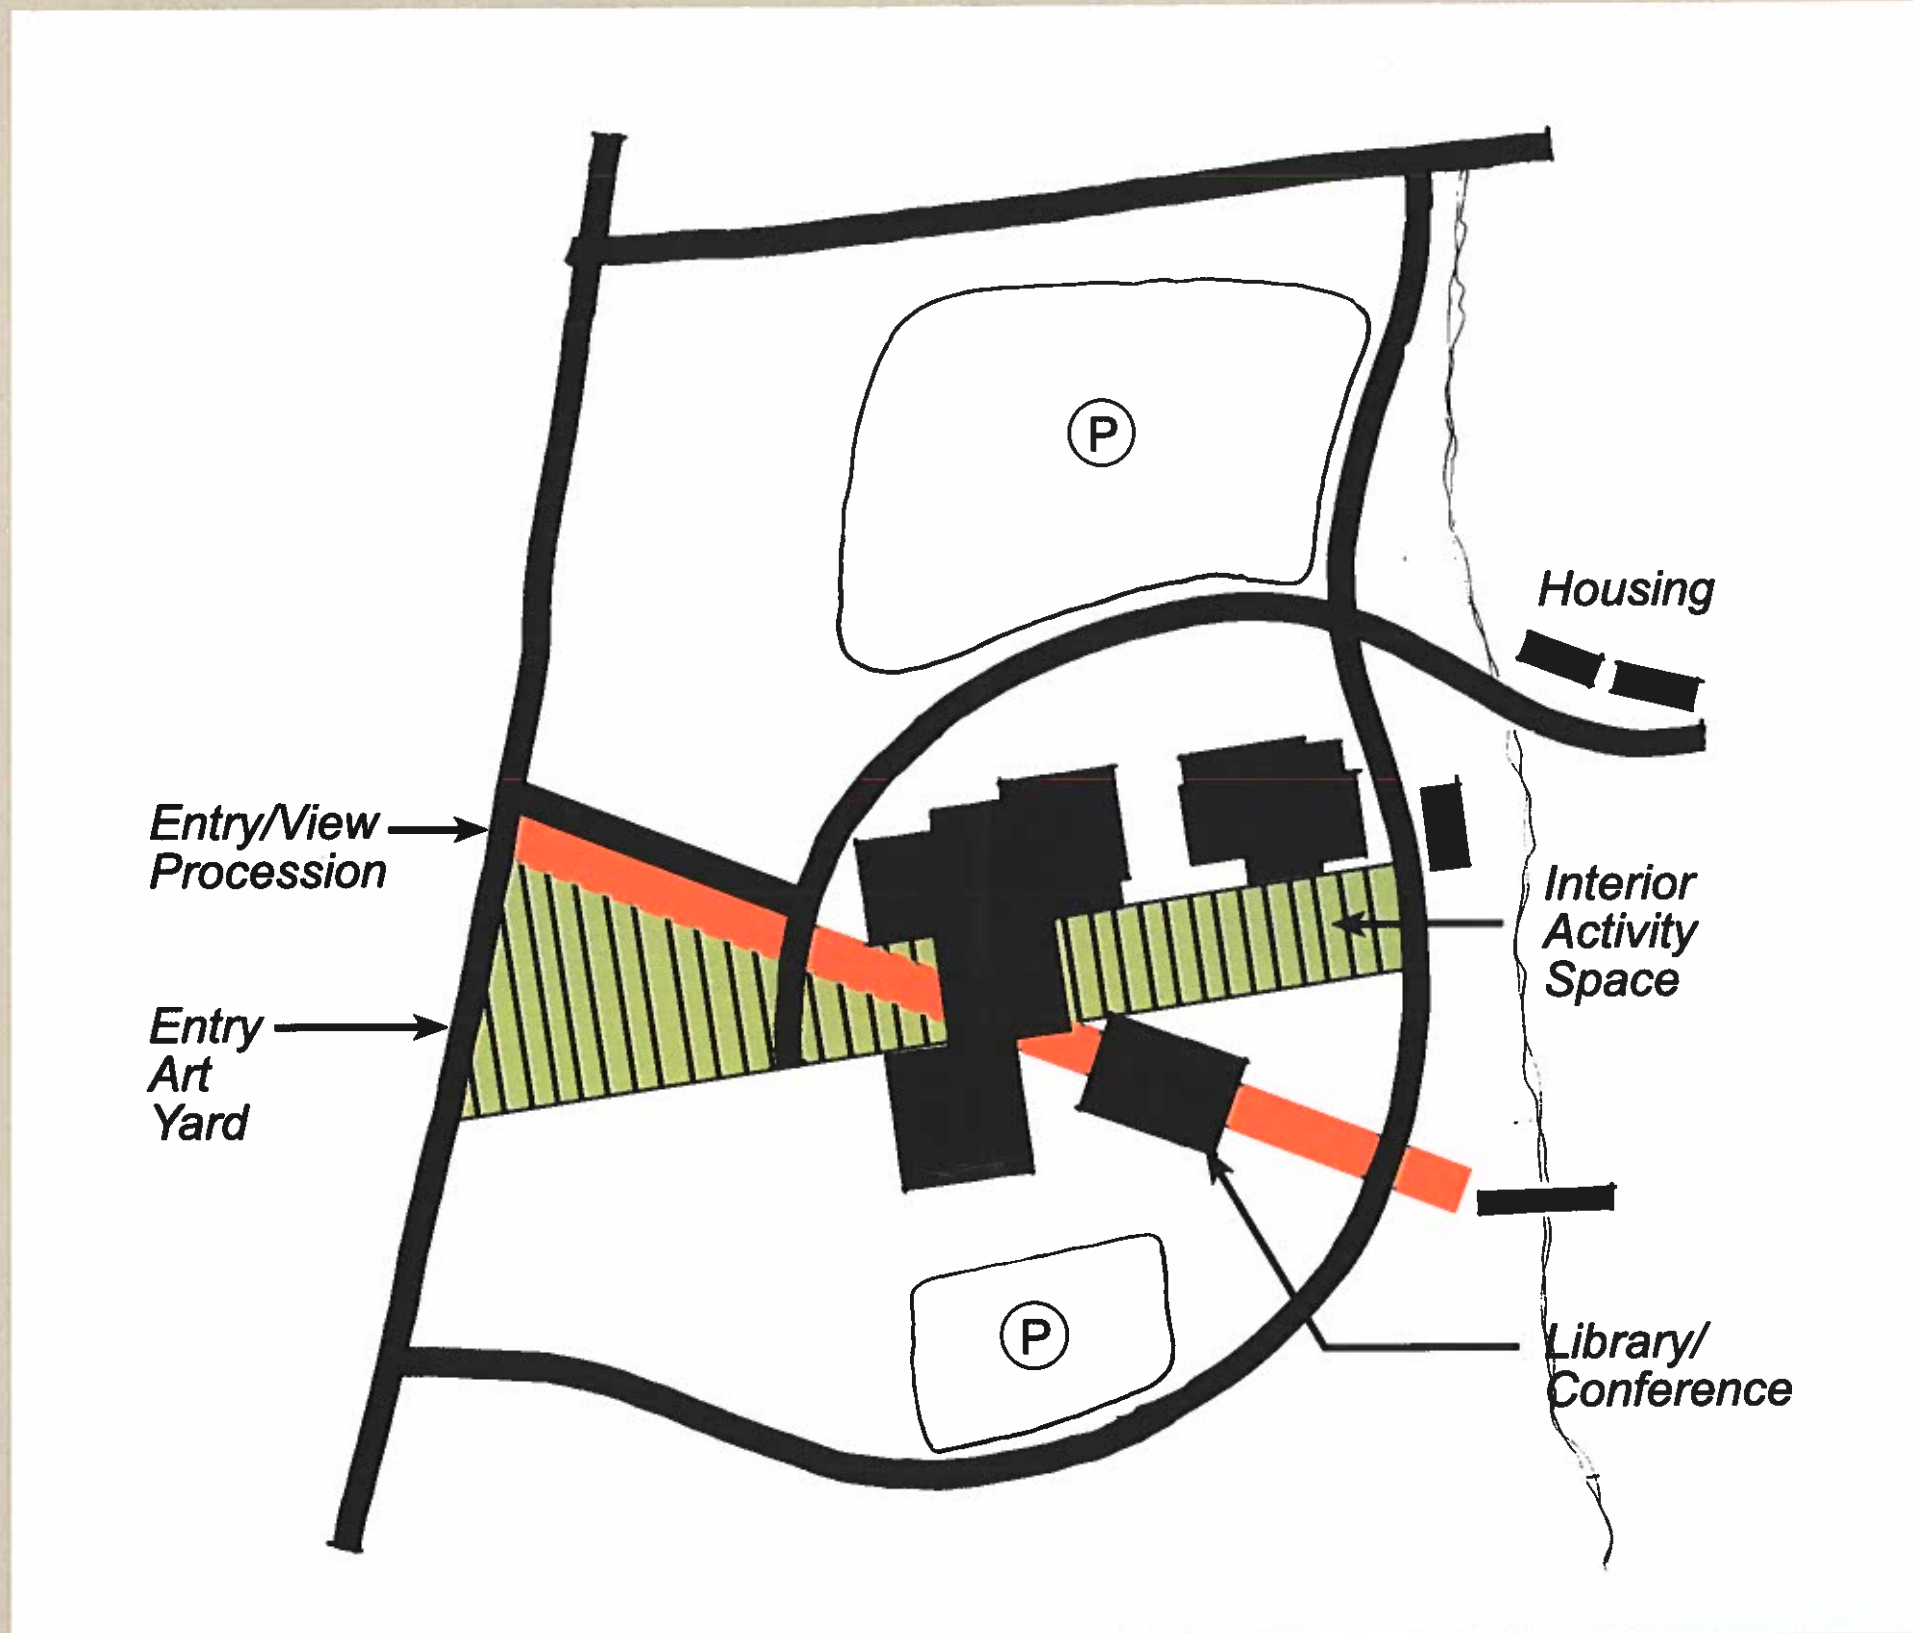 P
Housing
Entry/View
Procession
Interior
Activity
Space
Entry
Art
Yard
P
Library/
Conference